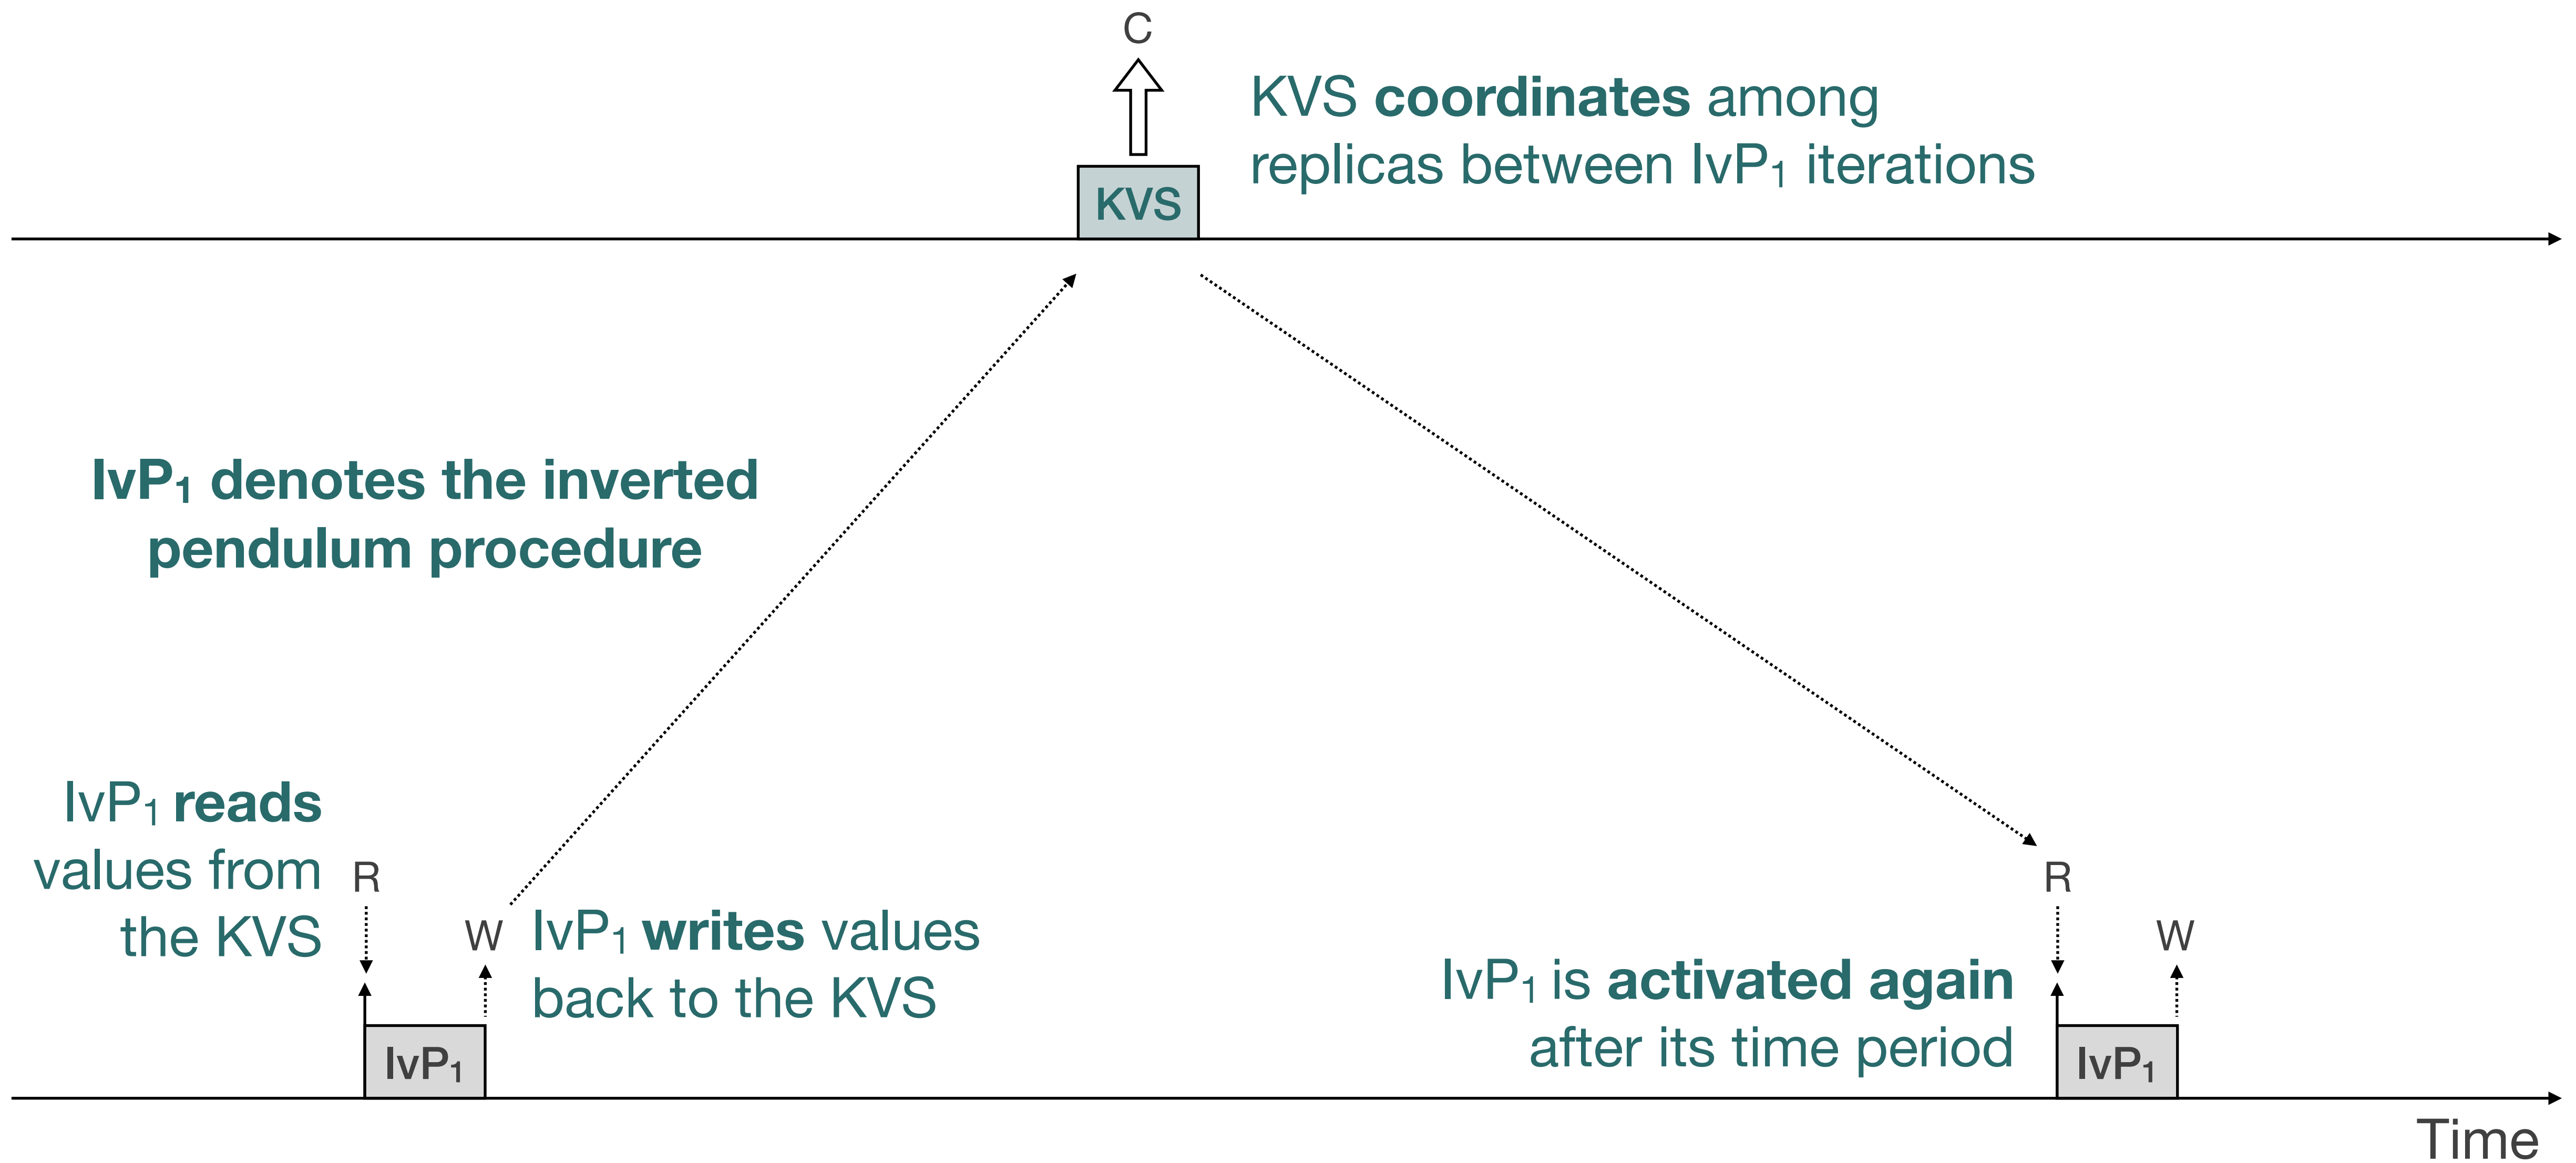 C
KVS coordinates among
replicas between IvP₁ iterations
KVS
IvP₁ denotes the inverted
pendulum procedure
IvP₁ reads
values from
the KVS
R
W
IvP₁ writes values
back to the KVS
IvP₁
IvP₁ is activated again
after its time period
R
W
IvP₁
Time